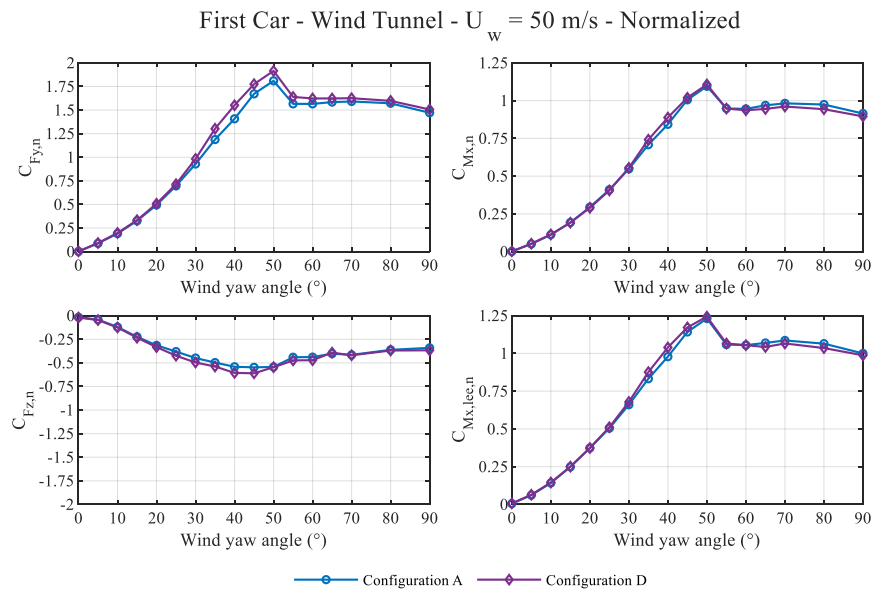 First Car - Wind Tunnel - U_w = 50 m/s - Normalized
2
1.75
1.5
1.25
1
0.75
0.5
0.25
0
C_Fy,n
0 10 20 30 40 50 60 70 80 90
Wind yaw angle (°)
1.25
1
0.75
0.5
0.25
0
C_Mx,n
0 10 20 30 40 50 60 70 80 90
Wind yaw angle (°)
0
-0.25
-0.5
-0.75
-1
-1.25
-1.5
-1.75
-2
C_Fz,n
0 10 20 30 40 50 60 70 80 90
Wind yaw angle (°)
1.25
1
0.75
0.5
0.25
0
C_Mx,lee,n
0 10 20 30 40 50 60 70 80 90
Wind yaw angle (°)
Configuration A Configuration D